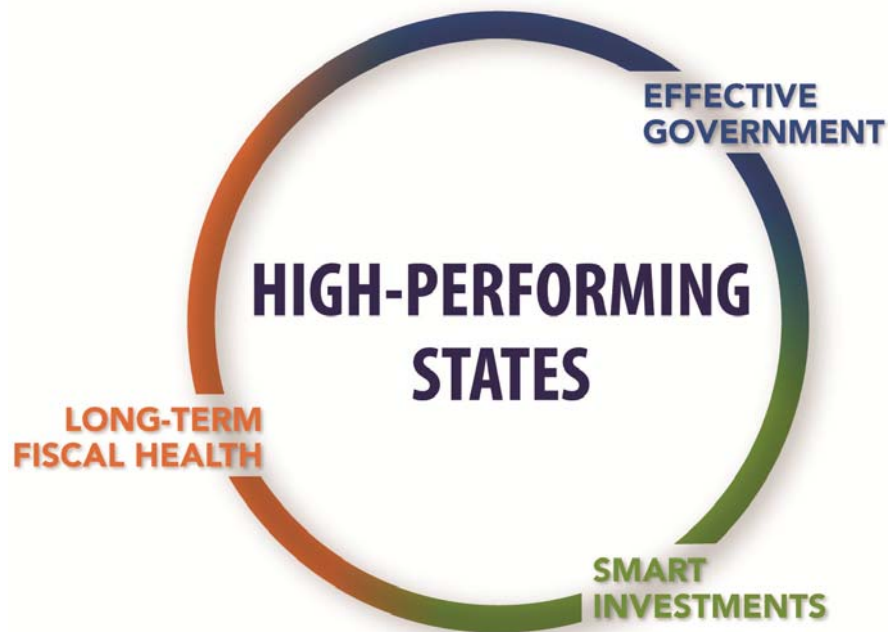 EFFECTIVE
GOVERNMENT
HIGH-PERFORMING
STATES
LONG-TERM
FISCAL HEALTH
SMART
INVESTMENTS